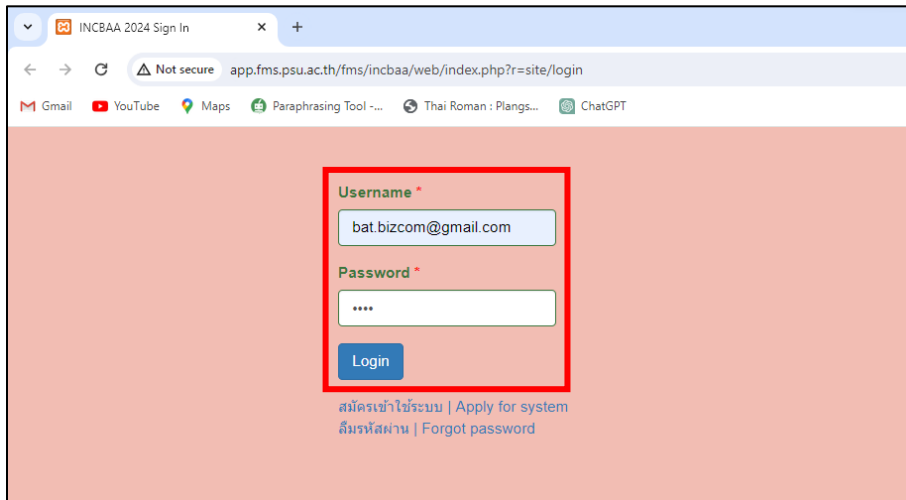 INCBAA 2024 Sign In
Not secure app.fms.psu.ac.th/fms/incbaa/web/index.php?r=site/login
Gmail YouTube Maps Paraphrasing Tool -... Thai Roman : Plangs... ChatGPT
Username *
bat.bizcom@gmail.com
Password *
••••
Login
สมัครเข้าใช้ระบบ | Apply for system
ลืมรหัสผ่าน | Forgot password